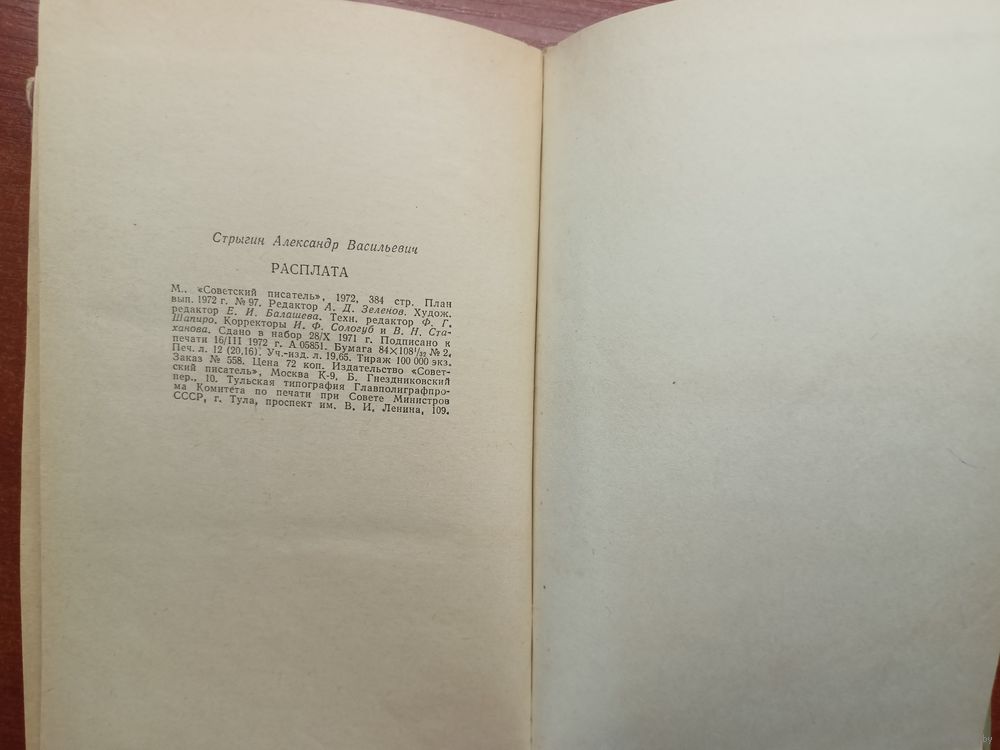 Стрыгин Александр Васильевич
РАСПЛАТА
М., «Советский писатель», 1972, 384 стр. План
вып. 1972 г. № 97. Редактор А. Д. Зеленов. Худож.
редактор Е. И. Балашева. Техн. редактор Ф. Г.
Шапиро. Корректоры И. Ф. Сологуб и В. Н. Ста-
ханова. Сдано в набор 28/X 1971 г. Подписано к
печати 16/III 1972 г. А 05851. Бумага 84×108¹/₃₂ № 2,
Печ. л. 12 (20,16). Уч.-изд. л. 19,65. Тираж 100 000 экз.
Заказ № 558. Цена 72 коп. Издательство «Совет-
ский писатель», Москва К-9, Б. Гнездниковский
пер., 10. Тульская типография Главполиграфпро-
ма Комитета по печати при Совете Министров
СССР, г. Тула, проспект им. В. И. Ленина, 109.